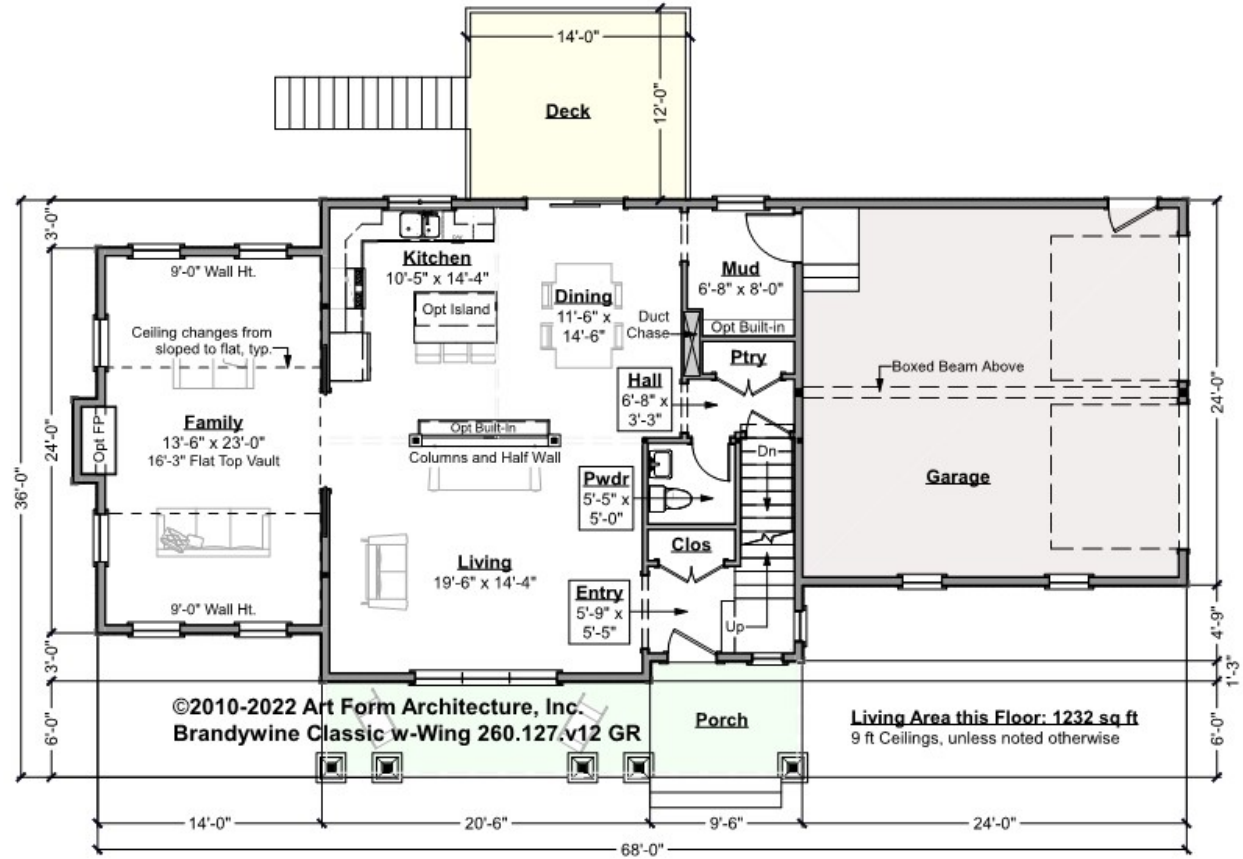 14'-0"
12'-0"
Deck
3'-0"
9'-0" Wall Ht.
Kitchen
10'-5" x 14'-4"
Opt Island
Dining
11'-6" x
14'-6"
Mud
6'-8" x 8'-0"
Duct
Chase
Opt Built-in
Ptry
Ceiling changes from
sloped to flat, typ.
Boxed Beam Above
Hall
6'-8" x
3'-3"
24'-0"
36'-0"
24'-0"
Opt FP
Family
13'-6" x 23'-0"
16'-3" Flat Top Vault
Opt Built-in
Columns and Half Wall
Dn
Pwdr
5'-5" x
5'-0"
Garage
Clos
Living
19'-6" x 14'-4"
Entry
5'-9" x
5'-5"
Up
9'-0" Wall Ht.
3'-0"
4'-9"
1'-3"
6'-0"
6'-0"
©2010-2022 Art Form Architecture, Inc.
Brandywine Classic w-Wing 260.127.v12 GR
Porch
Living Area this Floor: 1232 sq ft
9 ft Ceilings, unless noted otherwise
14'-0"
20'-6"
9'-6"
24'-0"
68'-0"